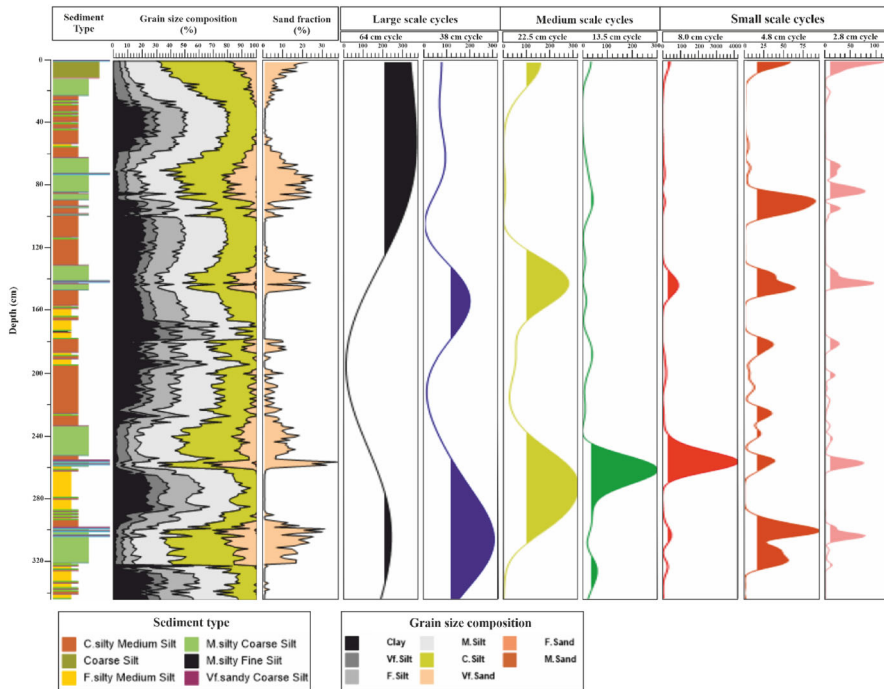 Sediment Type
Grain size composition (%)
Sand fraction (%)
Large scale cycles
Medium scale cycles
Small scale cycles
64 cm cycle
38 cm cycle
22.5 cm cycle
13.5 cm cycle
8.0 cm cycle
4.8 cm cycle
2.8 cm cycle
0 10 20 30 40 50 60 70 80 90 100
0 10 20 30
0 100 200 300
0 100 200 300
0 100 200 300
0 100 200 300
0 1000 2000 3000 4000
0 25 50 75
0 50 100
Depth (cm)
0
40
80
120
160
200
240
280
320
Sediment type
C.silty Medium Silt
M.silty Coarse Silt
Coarse Silt
M.silty Fine Silt
F.silty Medium Silt
Vf.sandy Coarse Silt
Grain size composition
Clay
M.Silt
F.Sand
Vf.Silt
C.Silt
M.Sand
F.Silt
Vf.Sand